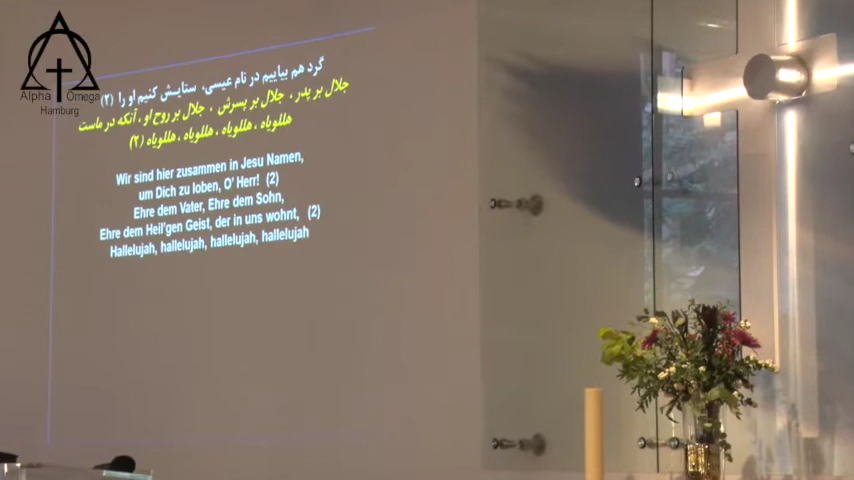 Alpha Omega
Hamburg
گرد هم بیاییم در نام عیسی، ستایش کنیم او را (۲)
جلال بر پدر، جلال بر پسرش، جلال بر روح او، آنکه در ماست
هللویاه، هللویاه، هللویاه، هللویاه (۲)
Wir sind hier zusammen in Jesu Namen,
um Dich zu loben, O' Herr! (2)
Ehre dem Vater, Ehre dem Sohn,
Ehre dem Heil'gen Geist, der in uns wohnt, (2)
Hallelujah, hallelujah, hallelujah, hallelujah